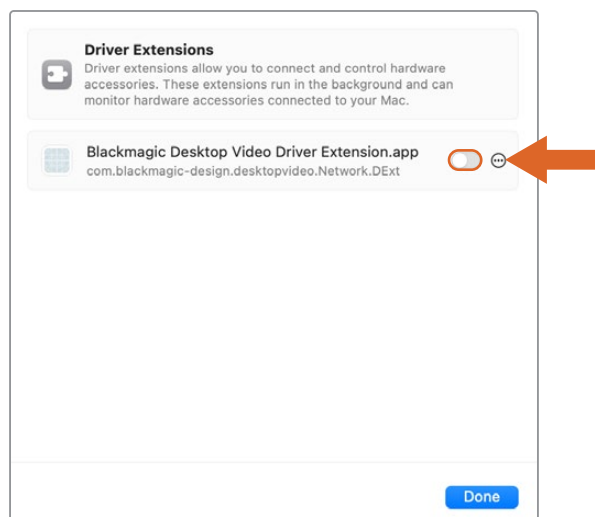 Driver Extensions
Driver extensions allow you to connect and control hardware
accessories. These extensions run in the background and can
monitor hardware accessories connected to your Mac.
Blackmagic Desktop Video Driver Extension.app
com.blackmagic-design.desktopvideo.Network.DExt
Done